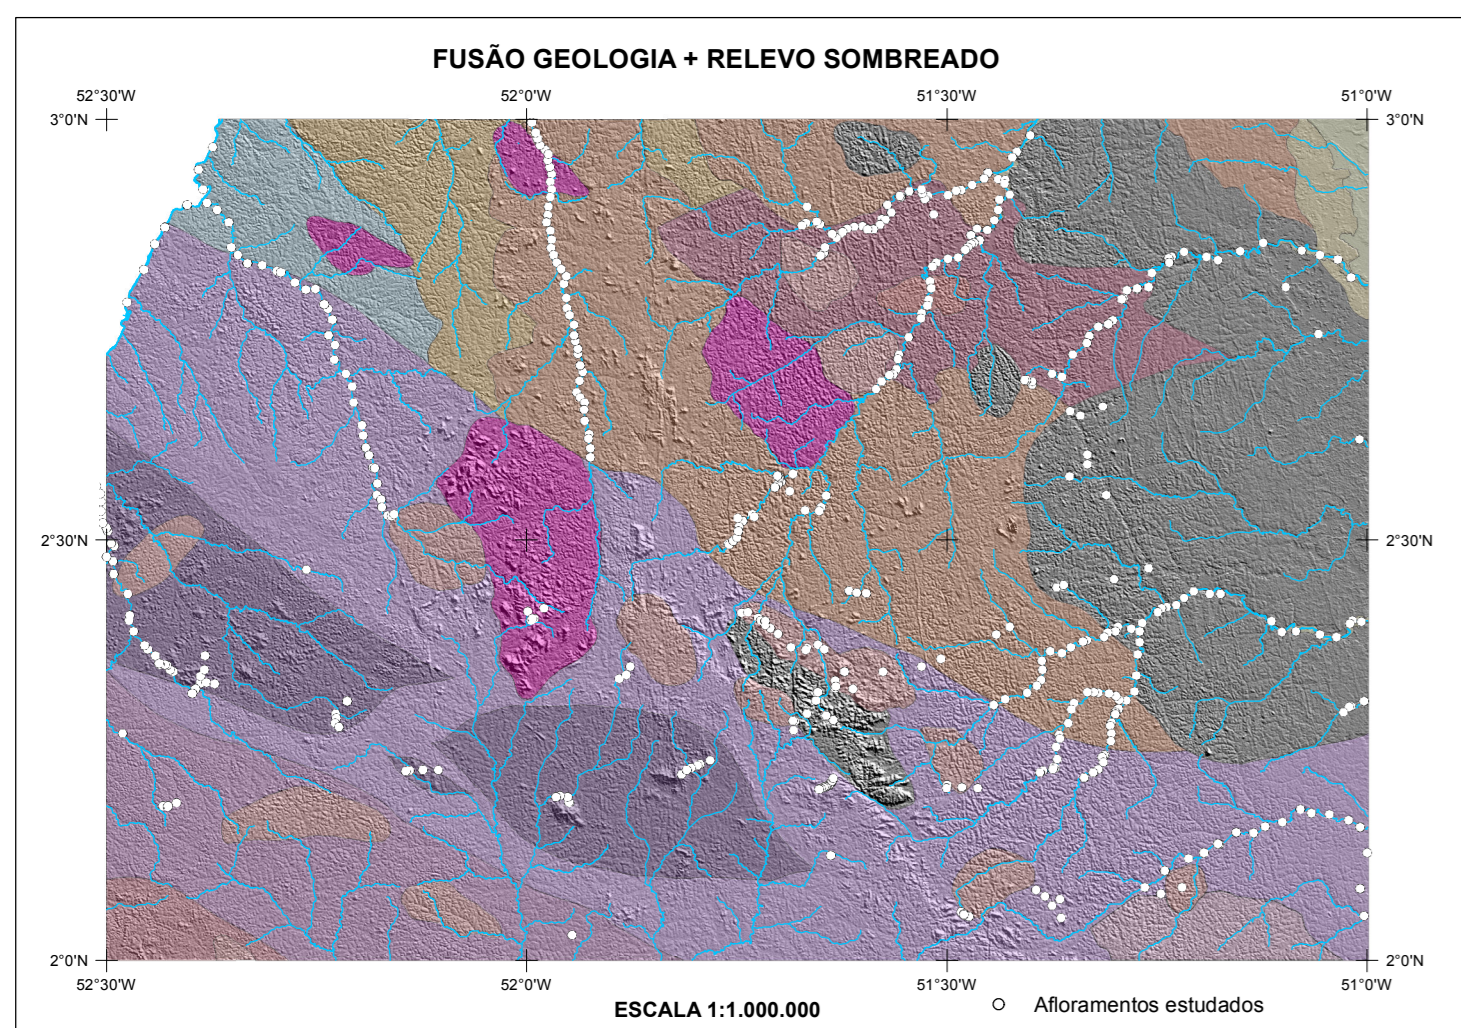 FUSÃO GEOLOGIA + RELEVO SOMBREADO
52°30'W 52°0'W 51°30'W 51°0'W
3°0'N 3°0'N
2°30'N 2°30'N
2°0'N 2°0'N
52°30'W 52°0'W 51°30'W 51°0'W
ESCALA 1:1.000.000
Afloramentos estudados